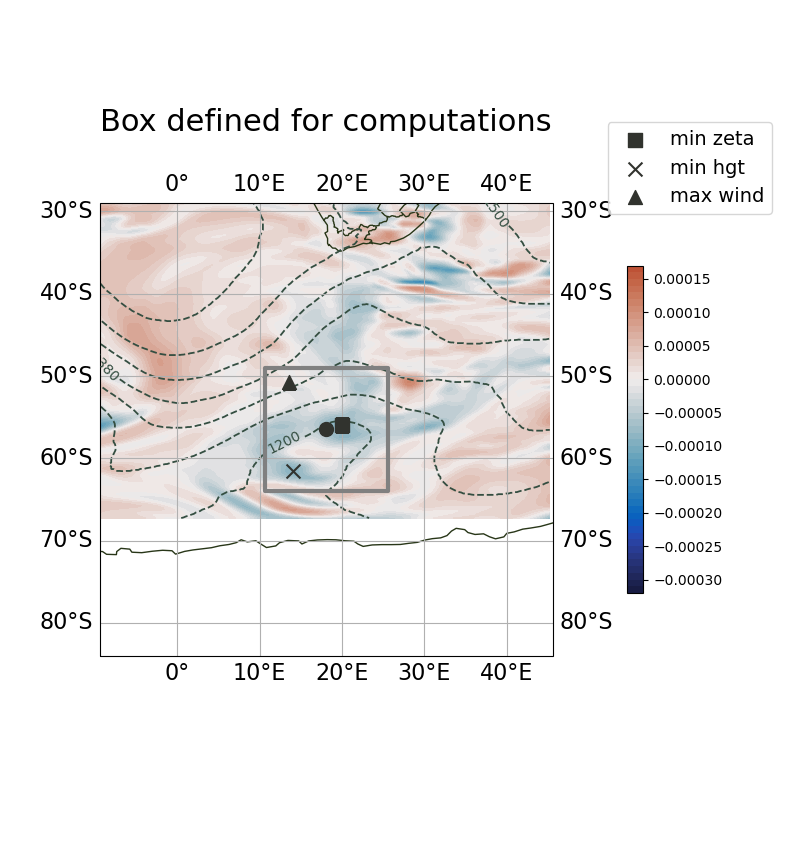 Box defined for computations
min zeta
min hgt
max wind
0° 10°E 20°E 30°E 40°E
30°S 30°S
40°S 40°S
50°S 50°S
60°S 60°S
70°S 70°S
80°S 80°S
0° 10°E 20°E 30°E 40°E
500
380
1200
0.00015
0.00010
0.00005
0.00000
−0.00005
−0.00010
−0.00015
−0.00020
−0.00025
−0.00030